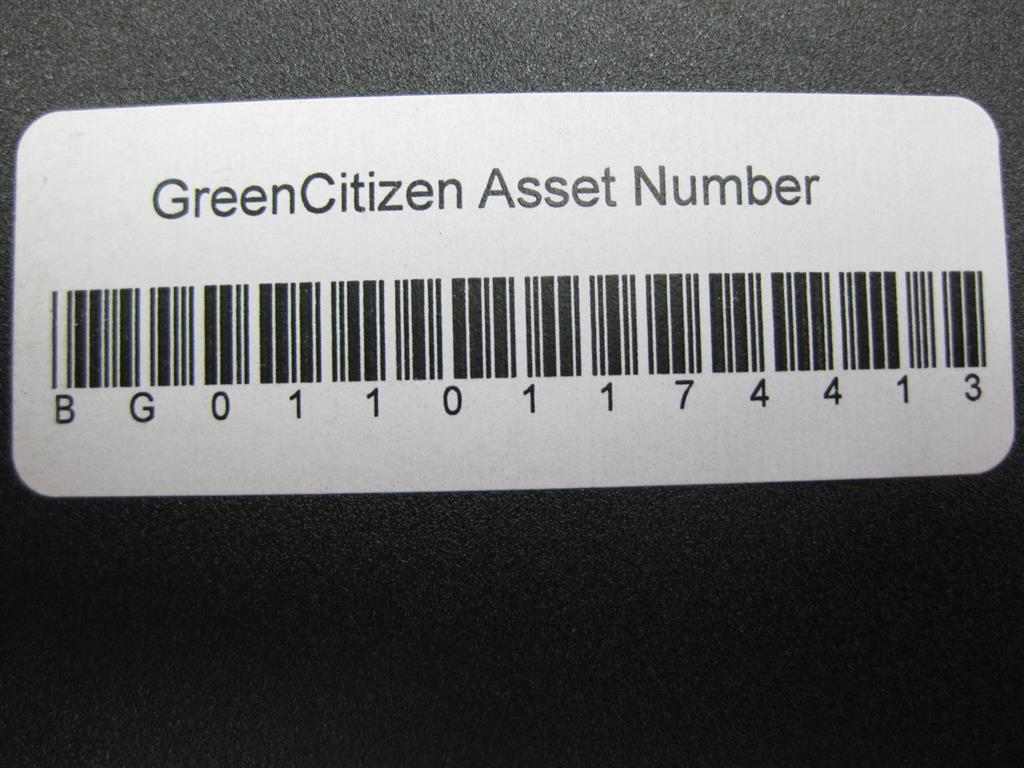 GreenCitizen Asset Number
B G 0 1 1 0 1 1 7 4 4 1 3